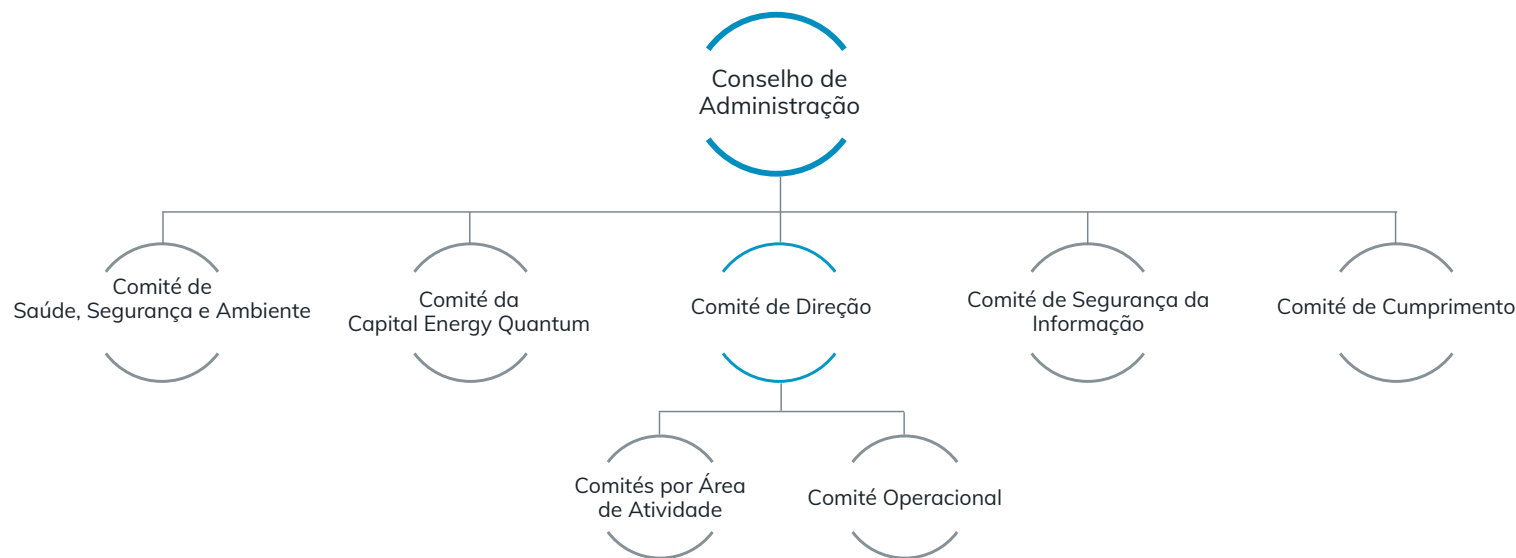 Conselho de
Administração
Comité de
Saúde, Segurança e Ambiente
Comité da
Capital Energy Quantum
Comité de Direção
Comité de Segurança da
Informação
Comité de Cumprimento
Comités por Área
de Atividade
Comité Operacional